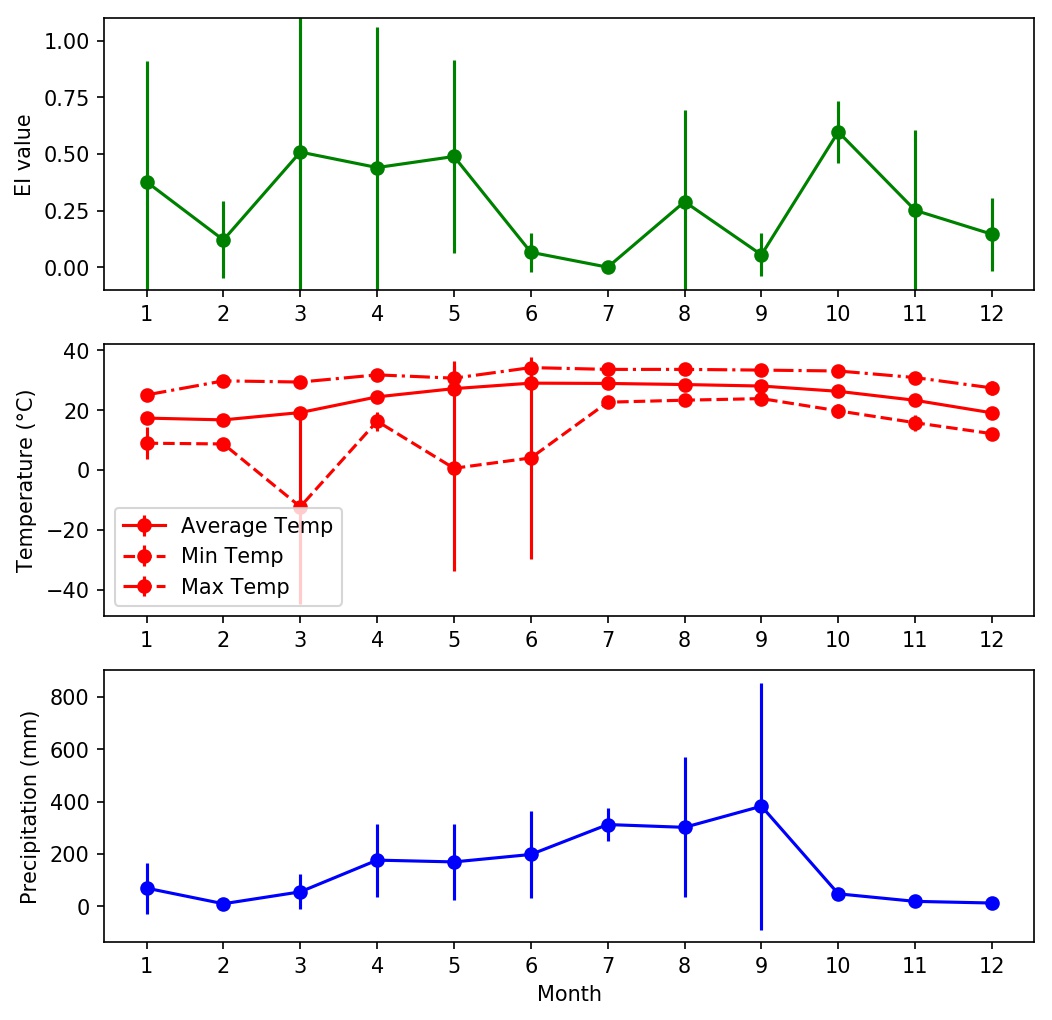 EI value
1.00
0.75
0.50
0.25
0.00
1 2 3 4 5 6 7 8 9 10 11 12
Temperature (°C)
40
20
0
−20
−40
Average Temp
Min Temp
Max Temp
1 2 3 4 5 6 7 8 9 10 11 12
Precipitation (mm)
800
600
400
200
0
1 2 3 4 5 6 7 8 9 10 11 12
Month